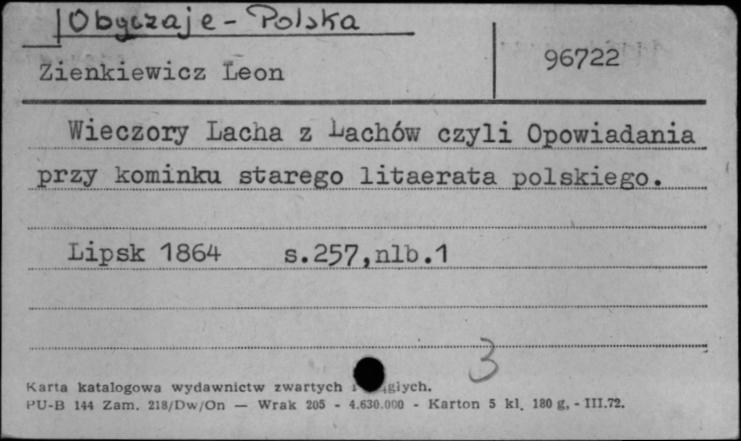 Obyczaje - Polska
Zienkiewicz Leon
96722
Wieczory Lacha z Lachów czyli Opowiadania
przy kominku starego litaerata polskiego.
Lipsk 1864 s.257,nlb.1
3
Karta katalogowa wydawnictw zwartych
PU-B 144 Zam. 218/Dw/On — Wrak 205 - 4.630.000 - Karton 5 kl. 180 g, - III.72.